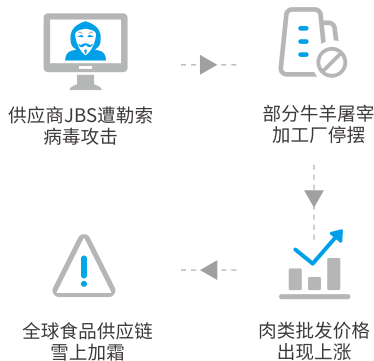 供应商JBS遭勒索
病毒攻击
部分牛羊屠宰
加工厂停摆
肉类批发价格
出现上涨
全球食品供应链
雪上加霜